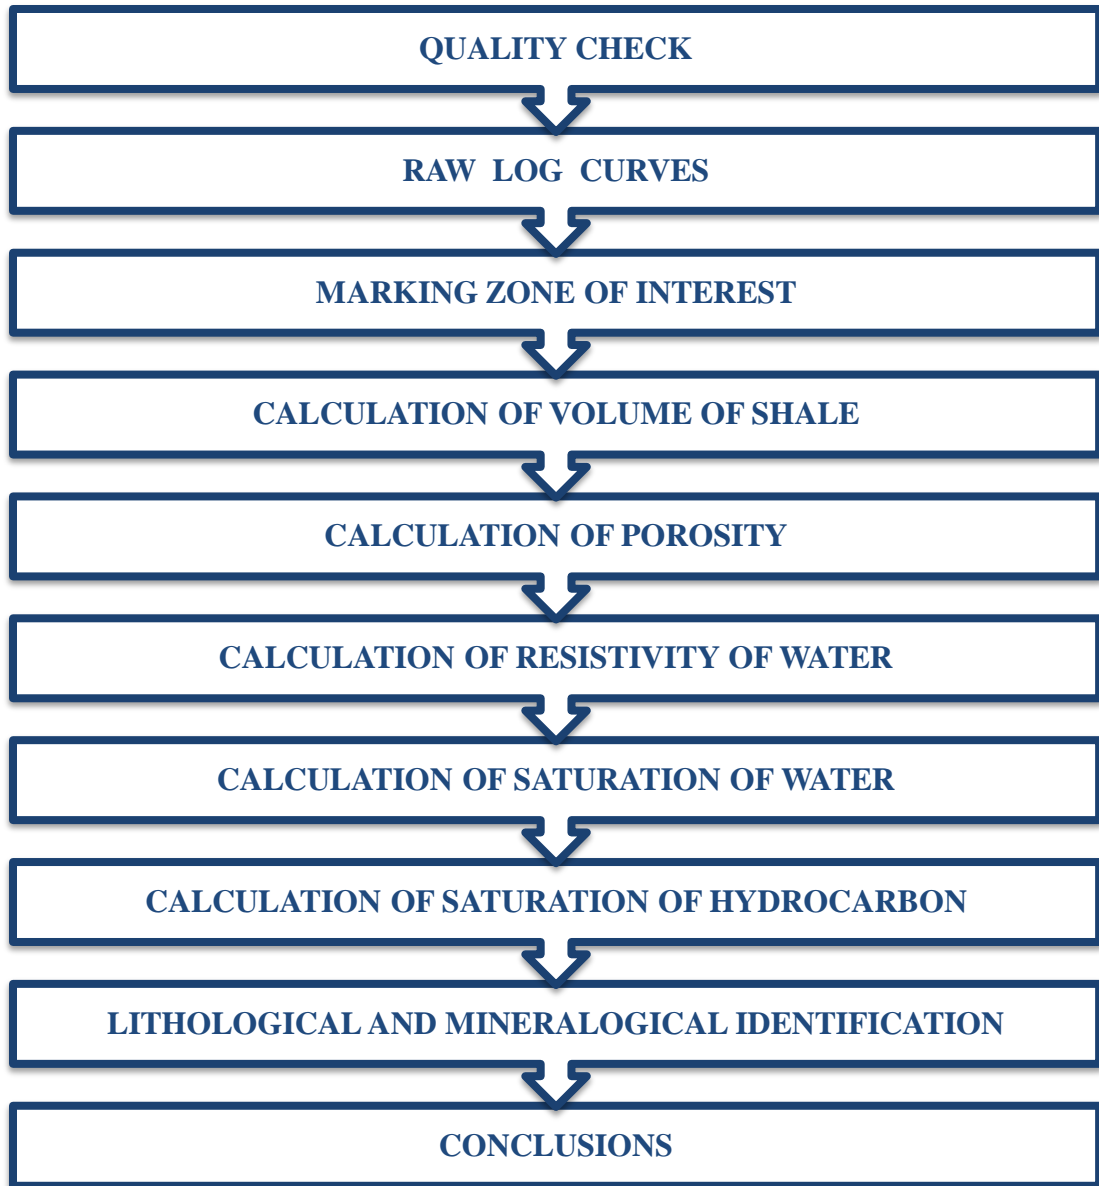 QUALITY CHECK
RAW LOG CURVES
MARKING ZONE OF INTEREST
CALCULATION OF VOLUME OF SHALE
CALCULATION OF POROSITY
CALCULATION OF RESISTIVITY OF WATER
CALCULATION OF SATURATION OF WATER
CALCULATION OF SATURATION OF HYDROCARBON
LITHOLOGICAL AND MINERALOGICAL IDENTIFICATION
CONCLUSIONS